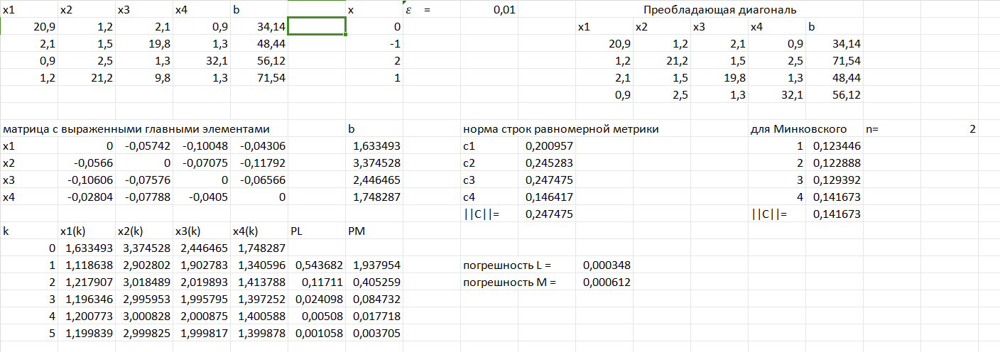 x1 x2 x3 x4 b x ε = 0,01 Преобладающая диагональ
20,9 1,2 2,1 0,9 34,14 0 x1 x2 x3 x4 b
2,1 1,5 19,8 1,3 48,44 -1 20,9 1,2 2,1 0,9 34,14
0,9 2,5 1,3 32,1 56,12 2 1,2 21,2 1,5 2,5 71,54
1,2 21,2 9,8 1,3 71,54 1 2,1 1,5 19,8 1,3 48,44
0,9 2,5 1,3 32,1 56,12
матрица с выраженными главными элементами b норма строк равномерной метрики для Минковского n= 2
x1 0 -0,05742 -0,10048 -0,04306 1,633493 c1 0,200957 1 0,123446
x2 -0,0566 0 -0,07075 -0,11792 3,374528 c2 0,245283 2 0,122888
x3 -0,10606 -0,07576 0 -0,06566 2,446465 c3 0,247475 3 0,129392
x4 -0,02804 -0,07788 -0,0405 0 1,748287 c4 0,146417 4 0,141673
||C||= 0,247475 ||C||= 0,141673
k x1(k) x2(k) x3(k) x4(k) PL PM
0 1,633493 3,374528 2,446465 1,748287
1 1,118638 2,902802 1,902783 1,340596 0,543682 1,937954 погрешность L = 0,000348
2 1,217907 3,018489 2,019893 1,413788 0,11711 0,405259 погрешность M = 0,000612
3 1,196346 2,995953 1,995795 1,397252 0,024098 0,084732
4 1,200773 3,000828 2,000875 1,400588 0,00508 0,017718
5 1,199839 2,999825 1,999817 1,399878 0,001058 0,003705